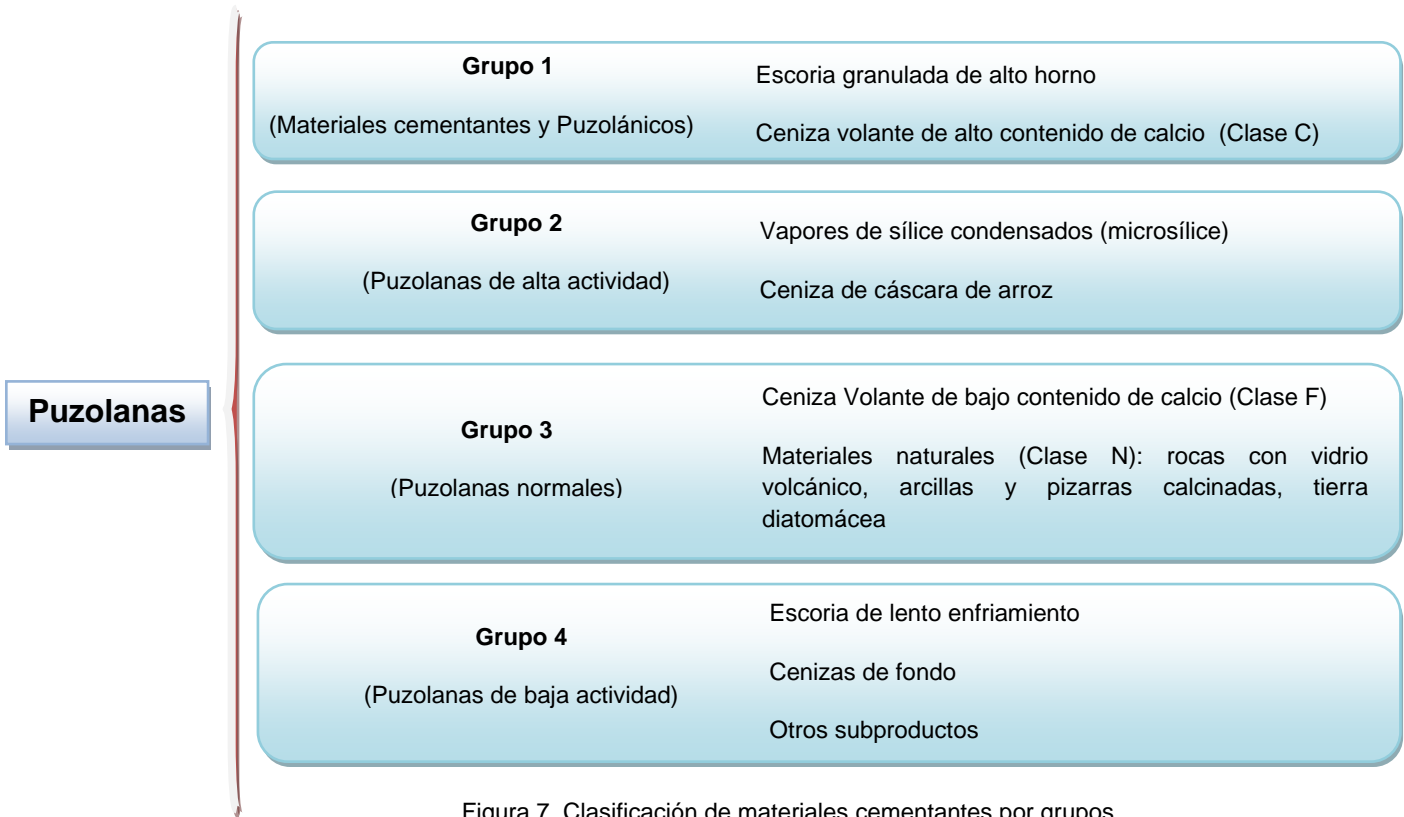 Grupo 1
(Materiales cementantes y Puzolánicos)
Escoria granulada de alto horno
Ceniza volante de alto contenido de calcio (Clase C)
Grupo 2
(Puzolanas de alta actividad)
Vapores de sílice condensados (microsílice)
Ceniza de cáscara de arroz
Puzolanas
Grupo 3
(Puzolanas normales)
Ceniza Volante de bajo contenido de calcio (Clase F)
Materiales naturales (Clase N): rocas con vidrio
volcánico, arcillas y pizarras calcinadas, tierra
diatomácea
Grupo 4
(Puzolanas de baja actividad)
Escoria de lento enfriamiento
Cenizas de fondo
Otros subproductos
Figura 7. Clasificación de materiales cementantes por grupos